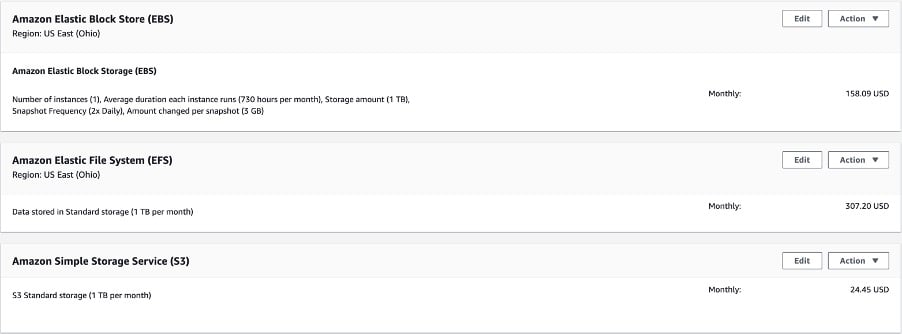 Amazon Elastic Block Store (EBS)
Edit
Action ▼
Region: US East (Ohio)
Amazon Elastic Block Storage (EBS)
Number of instances (1), Average duration each instance runs (730 hours per month), Storage amount (1 TB),
Snapshot Frequency (2x Daily), Amount changed per snapshot (3 GB)
Monthly:
158.09 USD
Amazon Elastic File System (EFS)
Edit
Action ▼
Region: US East (Ohio)
Data stored in Standard storage (1 TB per month)
Monthly:
307.20 USD
Amazon Simple Storage Service (S3)
Edit
Action ▼
S3 Standard storage (1 TB per month)
Monthly:
24.45 USD